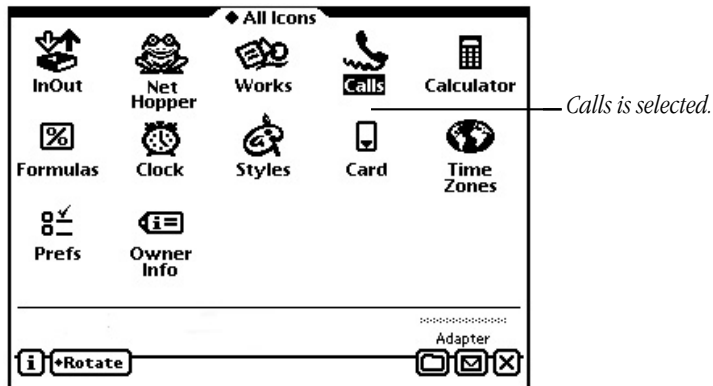 ◆ All Icons
InOut
Net
Hopper
Works
Calls
Calculator
Calls is selected.
Formulas
Clock
Styles
Card
Time
Zones
Prefs
Owner
Info
Adapter
i
◆Rotate
X